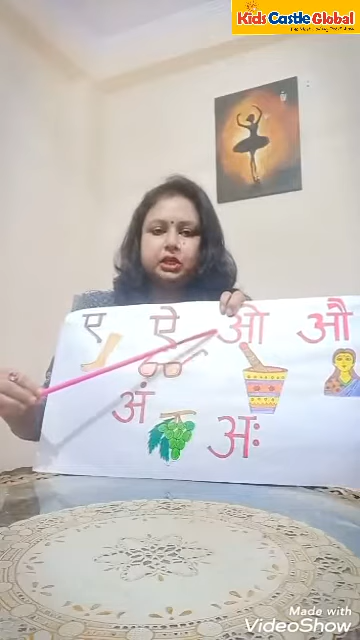 Kids Castle Global
ए ऐ ओ औ
अं अः
Made with
VideoShow